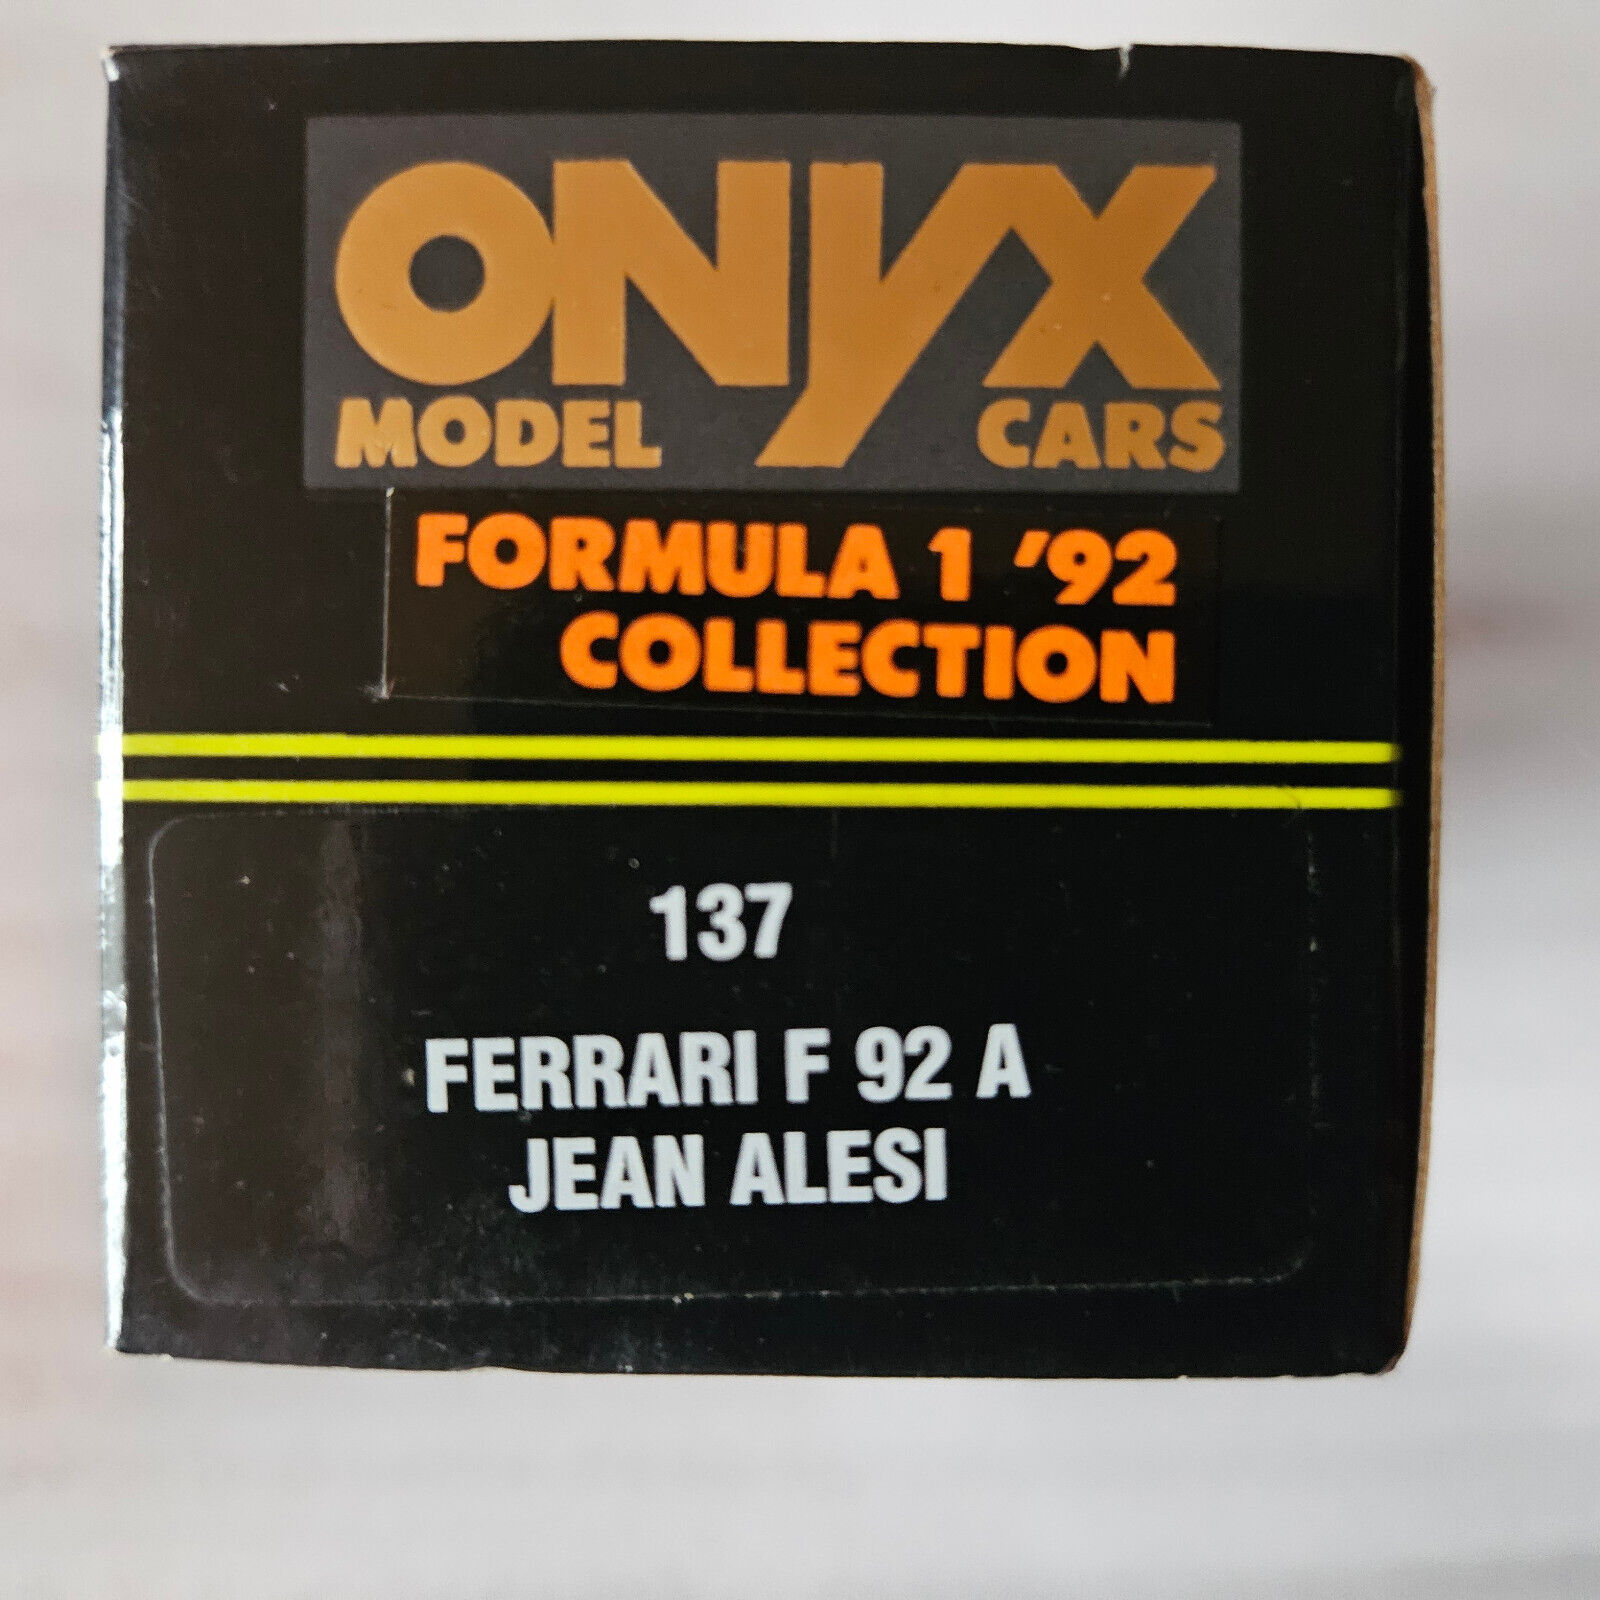 ONYX
MODEL CARS
FORMULA 1 '92
COLLECTION
137
FERRARI F 92 A
JEAN ALESI